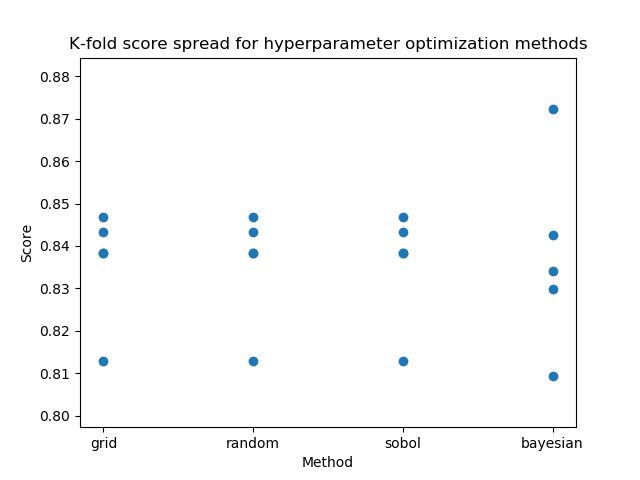 K-fold score spread for hyperparameter optimization methods
0.88
0.87
0.86
0.85
0.84
0.83
0.82
0.81
0.80
Score
grid random sobol bayesian
Method